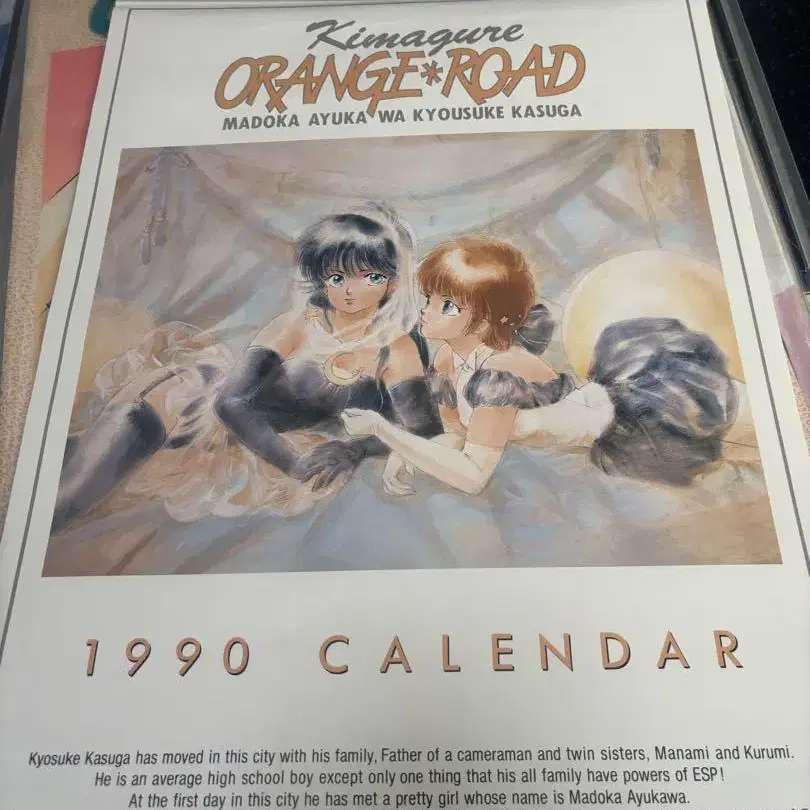 Kimagure
ORANGE*ROAD
MADOKA AYUKA WA KYOUSUKE KASUGA
1990 CALENDAR
Kyosuke Kasuga has moved in this city with his family, Father of a cameraman and twin sisters, Manami and Kurumi.
He is an average high school boy except only one thing that his all family have powers of ESP!
At the first day in this city he has met a pretty girl whose name is Madoka Ayukawa.